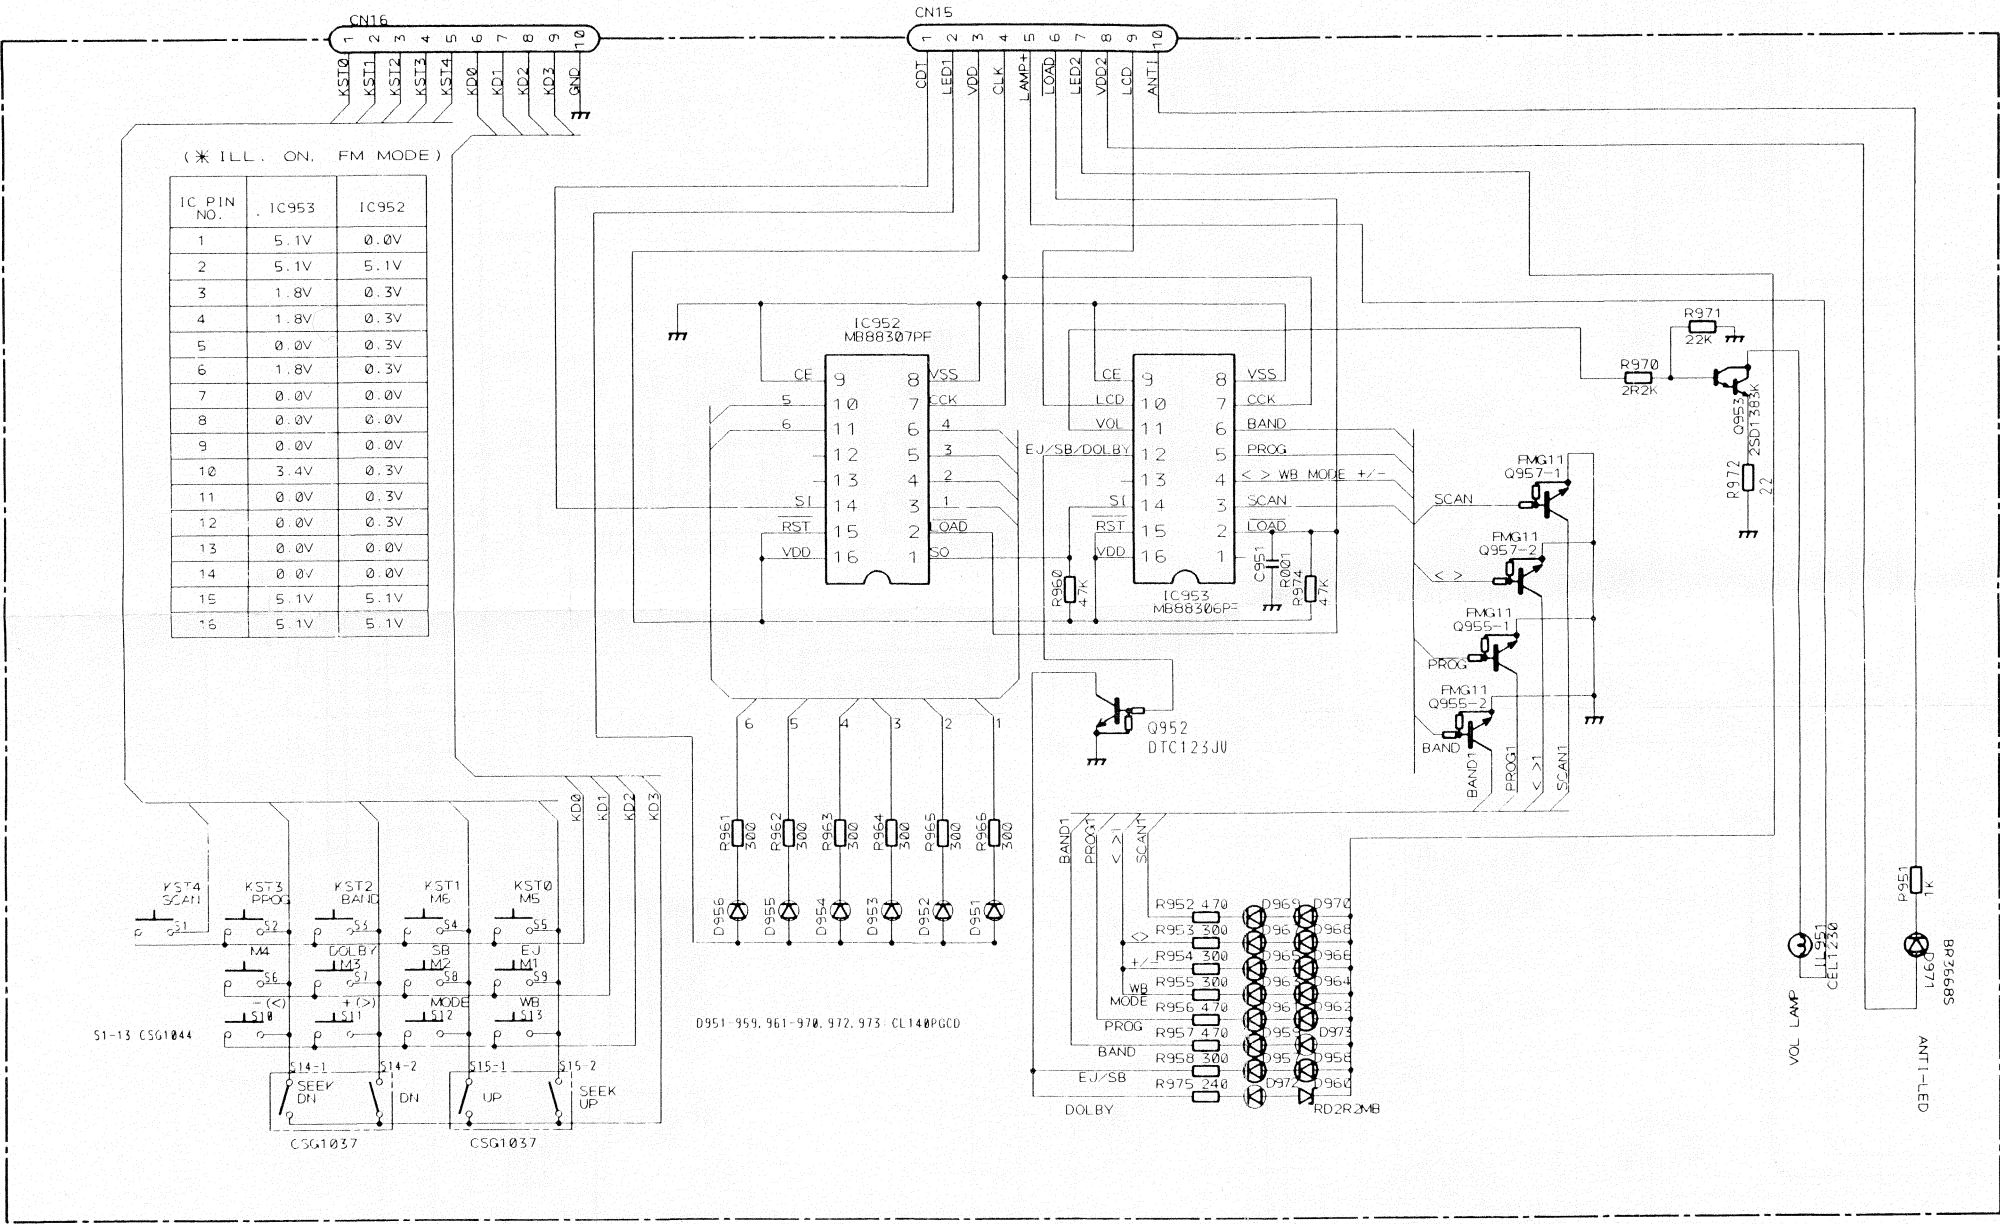 CN16
1 2 3 4 5 6 7 8 9 10
KST0
KST1
KST2
KST3
KST4
KD0
KD1
KD2
KD3
GND
CN15
1 2 3 4 5 6 7 8 9 10
CDT
LED1
VDD
CLK
LAMP+
LOAD
LED2
VDD2
LCD
ANTI
(* ILL. ON, FM MODE)
IC PIN NO. IC953 IC952
1 5.1V 0.0V
2 5.1V 5.1V
3 1.8V 0.3V
4 1.8V 0.3V
5 0.0V 0.3V
6 1.8V 0.3V
7 0.0V 0.0V
8 0.0V 0.0V
9 0.0V 0.0V
10 3.4V 0.3V
11 0.0V 0.3V
12 0.0V 0.3V
13 0.0V 0.0V
14 0.0V 0.0V
15 5.1V 5.1V
16 5.1V 5.1V
IC952
MB88307PF
CE 9 8 VSS
5 10 7 CCK
6 11 6 4
12 5 3
13 4 2
SI 14 3 1
RST 15 2 LOAD
VDD 16 1 SO
CE 9 8 VSS
LCD 10 7 CCK
VOL 11 6 BAND
EJ/SB/DOLBY 12 5 PROG
13 4 < > WB MODE +/-
SI 14 3 SCAN
RST 15 2 LOAD
VDD 16 1
IC953
MB88306PF
R960
47K
C951
R001
R974
47K
R971
22K
R970
2R2K
Q953
2SD1383K
R972
22
FMG11
Q957-1
SCAN
FMG11
Q957-2
< >
FMG11
Q955-1
PROG
FMG11
Q955-2
BAND
BAND1
PROG1
< >1
SCAN1
Q952
DTC123JU
6 5 4 3 2 1
R961 300
R962 300
R963 300
R964 300
R965 300
R966 300
D956
D955
D954
D953
D952
D951
D951-959,961-970,972,973: CL140PGCD
KD0
KD1
KD2
KD3
KST4
SCAN
KST3
PROG
KST2
BAND
KST1
M6
KST0
M5
S1 S2 S3 S4 S5
M4 DOLBY SB EJ
M3 M2 M1
S6 S7 S8 S9
-(<) +(>) MODE WB
S10 S11 S12 S13
S1-13 CSG1044
S14-1 S14-2 S15-1 S15-2
SEEK
DN
DN
UP
SEEK
UP
CSG1037
CSG1037
BAND1
PROG1
< >1
SCAN1
R952 470 D969 D970
<> R953 300 D968
+/- R954 300 D965 D966
WB
MODE
R955 300 D963 D964
PROG R956 470 D962
BAND R957 470 D959 D973
EJ/SB R958 300 D957 D958
DOLBY R975 240 D972 D960
RD2R2MB
IL951
CEL1230
VOL LAMP
R951
1K
D971
BR3668S
ANTI-LED